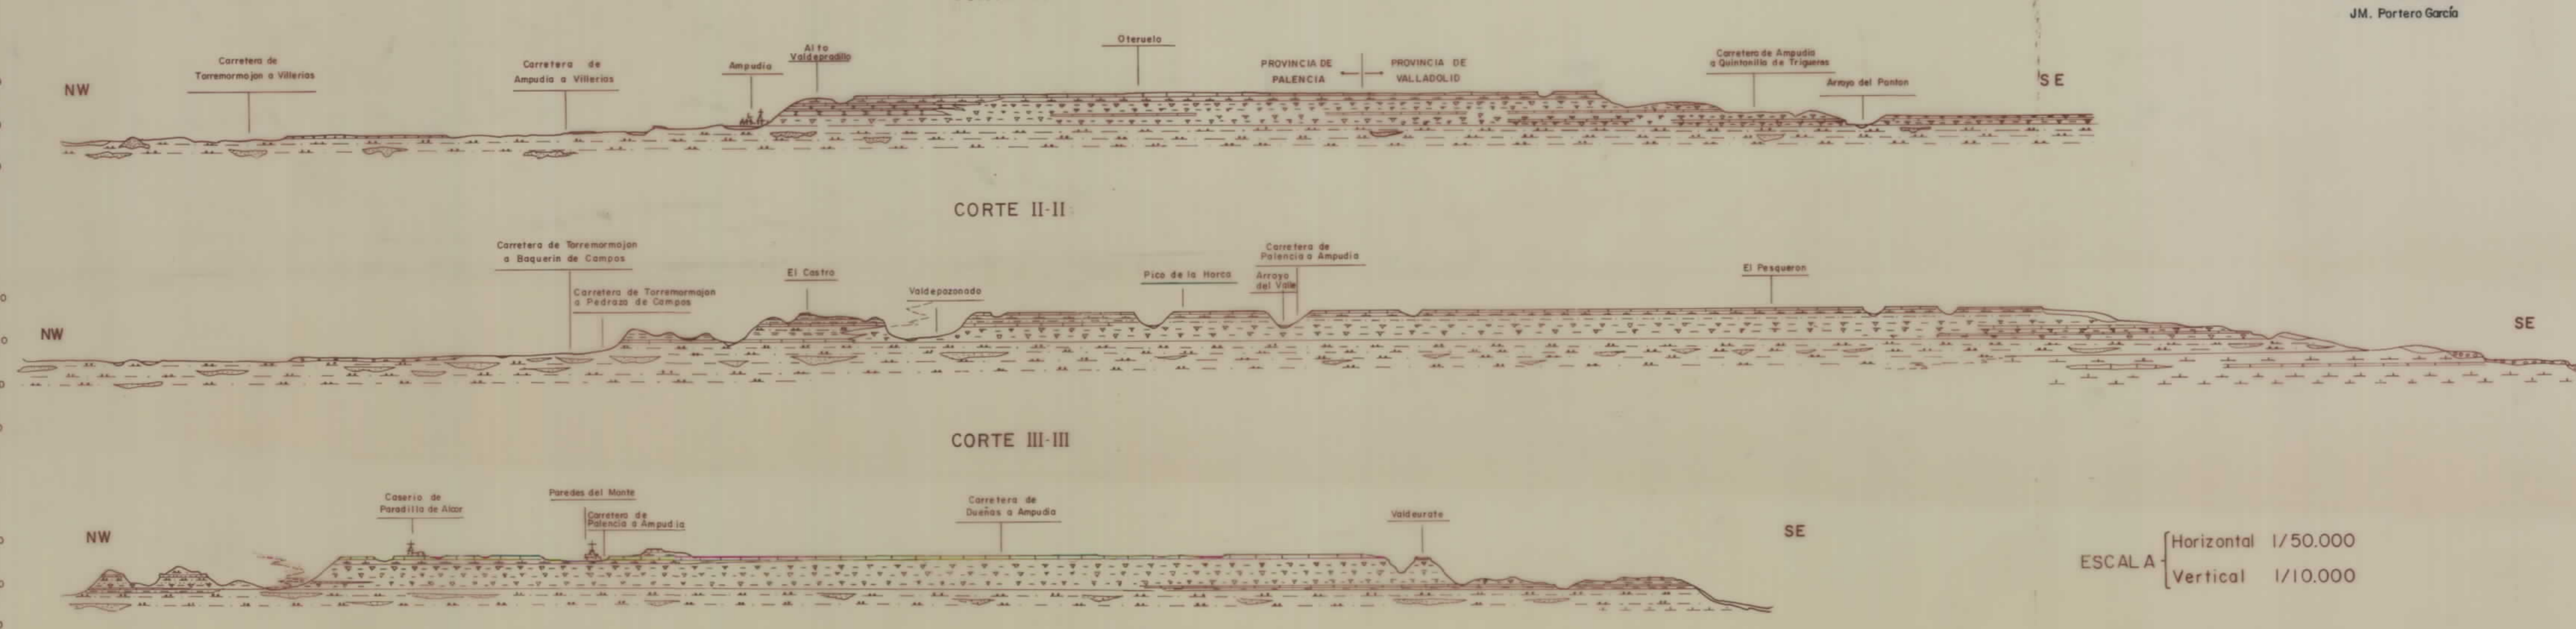 JM. Portero García
Carretera de
Torremormojon a Villerias
Carretera de
Ampudia a Villerias
Ampudia
Alto
Valdepradillo
Oteruelo
PROVINCIA DE
PALENCIA
PROVINCIA DE
VALLADOLID
Carretera de Ampudia
a Quintanilla de Trigueros
Arroyo del Ponton
NW
SE
CORTE II-II
Carretera de Torremormojon
a Baquerin de Campos
Carretera de Torremormojon
a Pedraza de Campos
El Castro
Valdepozonado
Pico de la Horca
Carretera de
Palencia a Ampudia
Arroyo
del Valle
El Pesqueron
NW
SE
CORTE III-III
Caserio de
Paradilla de Alcor
Paredes del Monte
Carretera de
Palencia a Ampudia
Carretera de
Dueñas a Ampudia
Valdeurate
NW
SE
ESCALA
Horizontal 1/50.000
Vertical 1/10.000